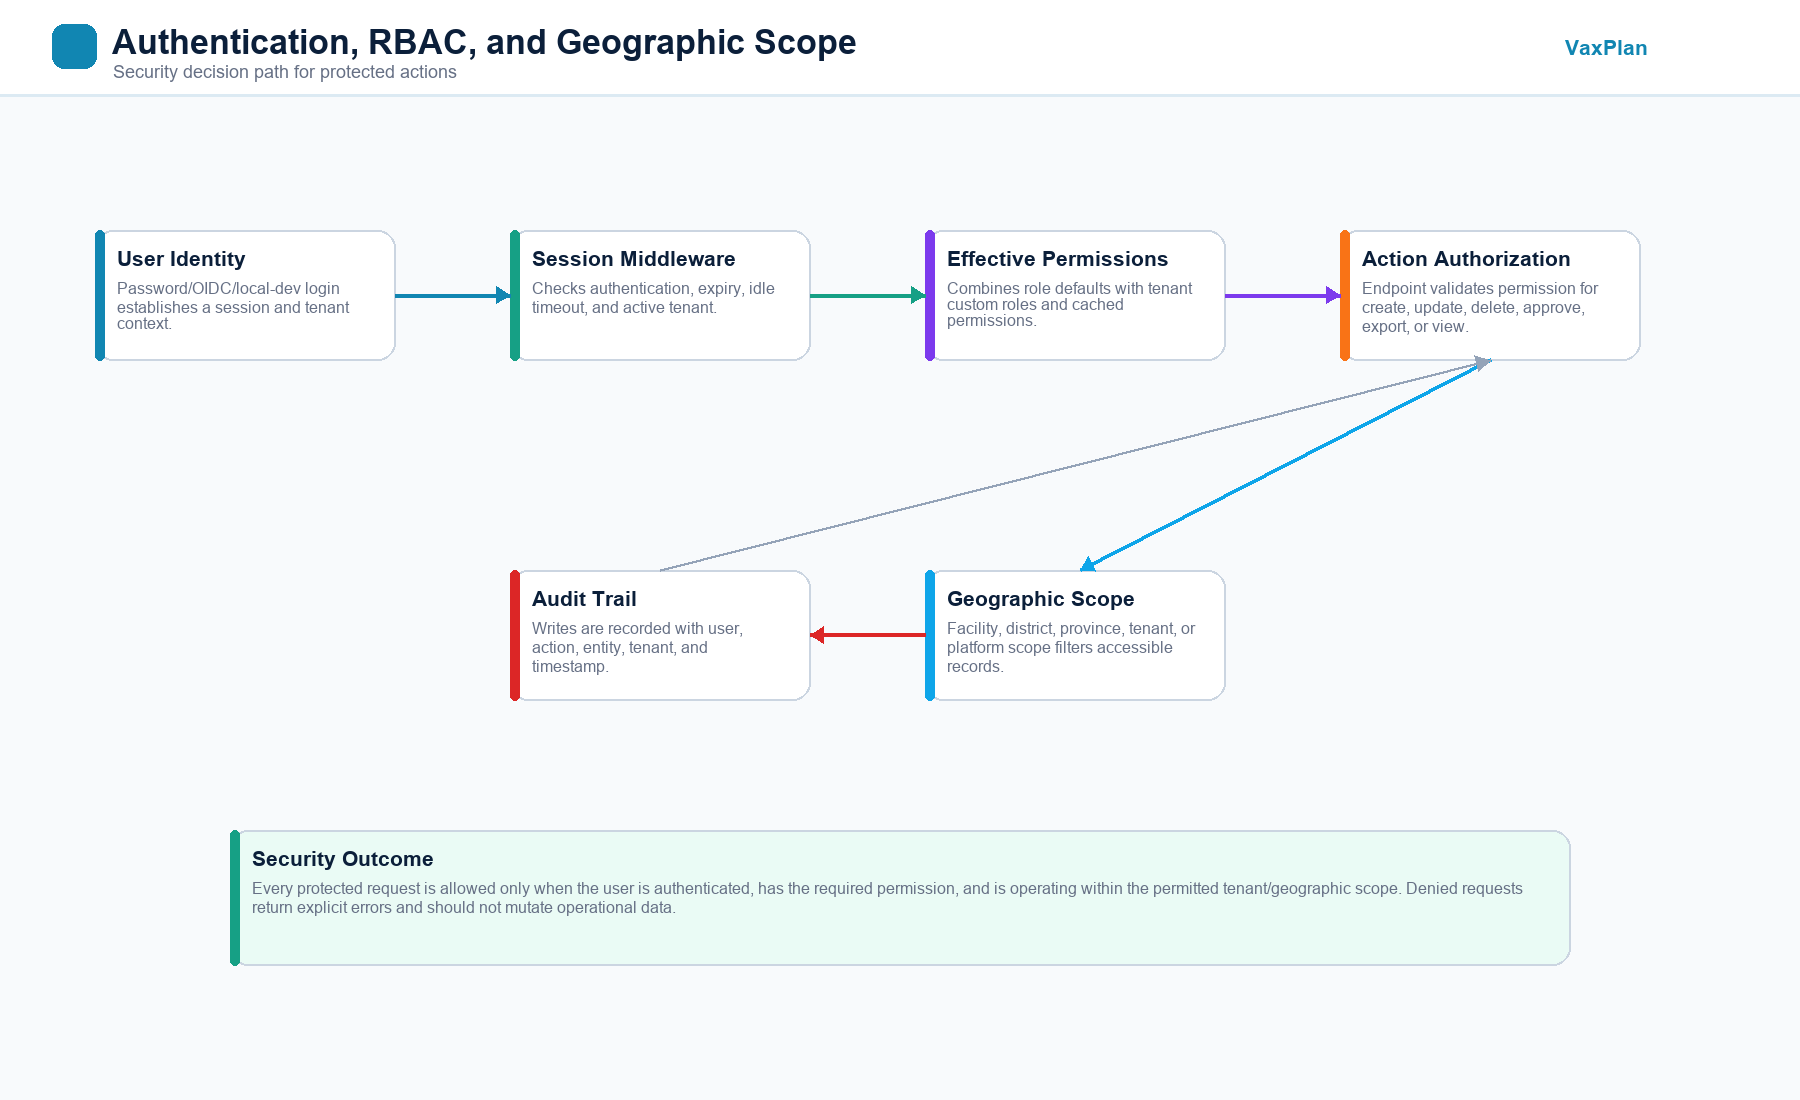 Authentication, RBAC, and Geographic Scope
Security decision path for protected actions
VaxPlan
User Identity
Password/OIDC/local-dev login
establishes a session and tenant
context.
Session Middleware
Checks authentication, expiry, idle
timeout, and active tenant.
Effective Permissions
Combines role defaults with tenant
custom roles and cached
permissions.
Action Authorization
Endpoint validates permission for
create, update, delete, approve,
export, or view.
Audit Trail
Writes are recorded with user,
action, entity, tenant, and
timestamp.
Geographic Scope
Facility, district, province, tenant, or
platform scope filters accessible
records.
Security Outcome
Every protected request is allowed only when the user is authenticated, has the required permission, and is operating within the permitted tenant/geographic scope. Denied requests
return explicit errors and should not mutate operational data.